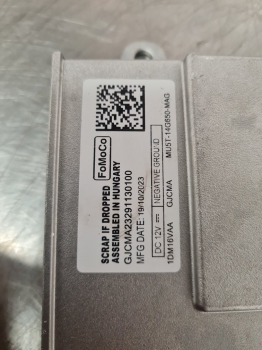 FoMoCo
SCRAP IF DROPPED
ASSEMBLED IN HUNGARY
GJCMA23291130100
MFG DATE: 19/10/2023
DC 12V NEGATIVE GROUND MU5T-14G650-MAG
1DM16VAA GJCMA